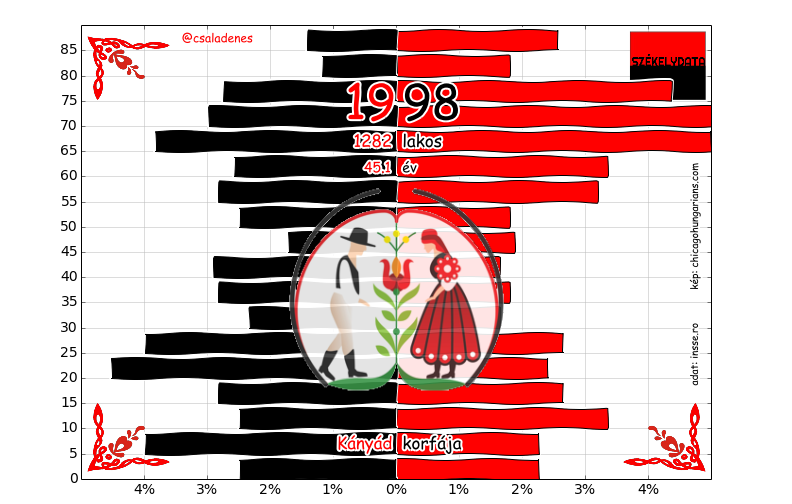 @csaladenes
SZÉKELYDATA
1998
1282 lakos
45.1 év
kép: chicagohungarians.com
adat: insse.ro
Kányád korfája
85
80
75
70
65
60
55
50
45
40
35
30
25
20
15
10
5
0
4% 3% 2% 1% 0% 1% 2% 3% 4%